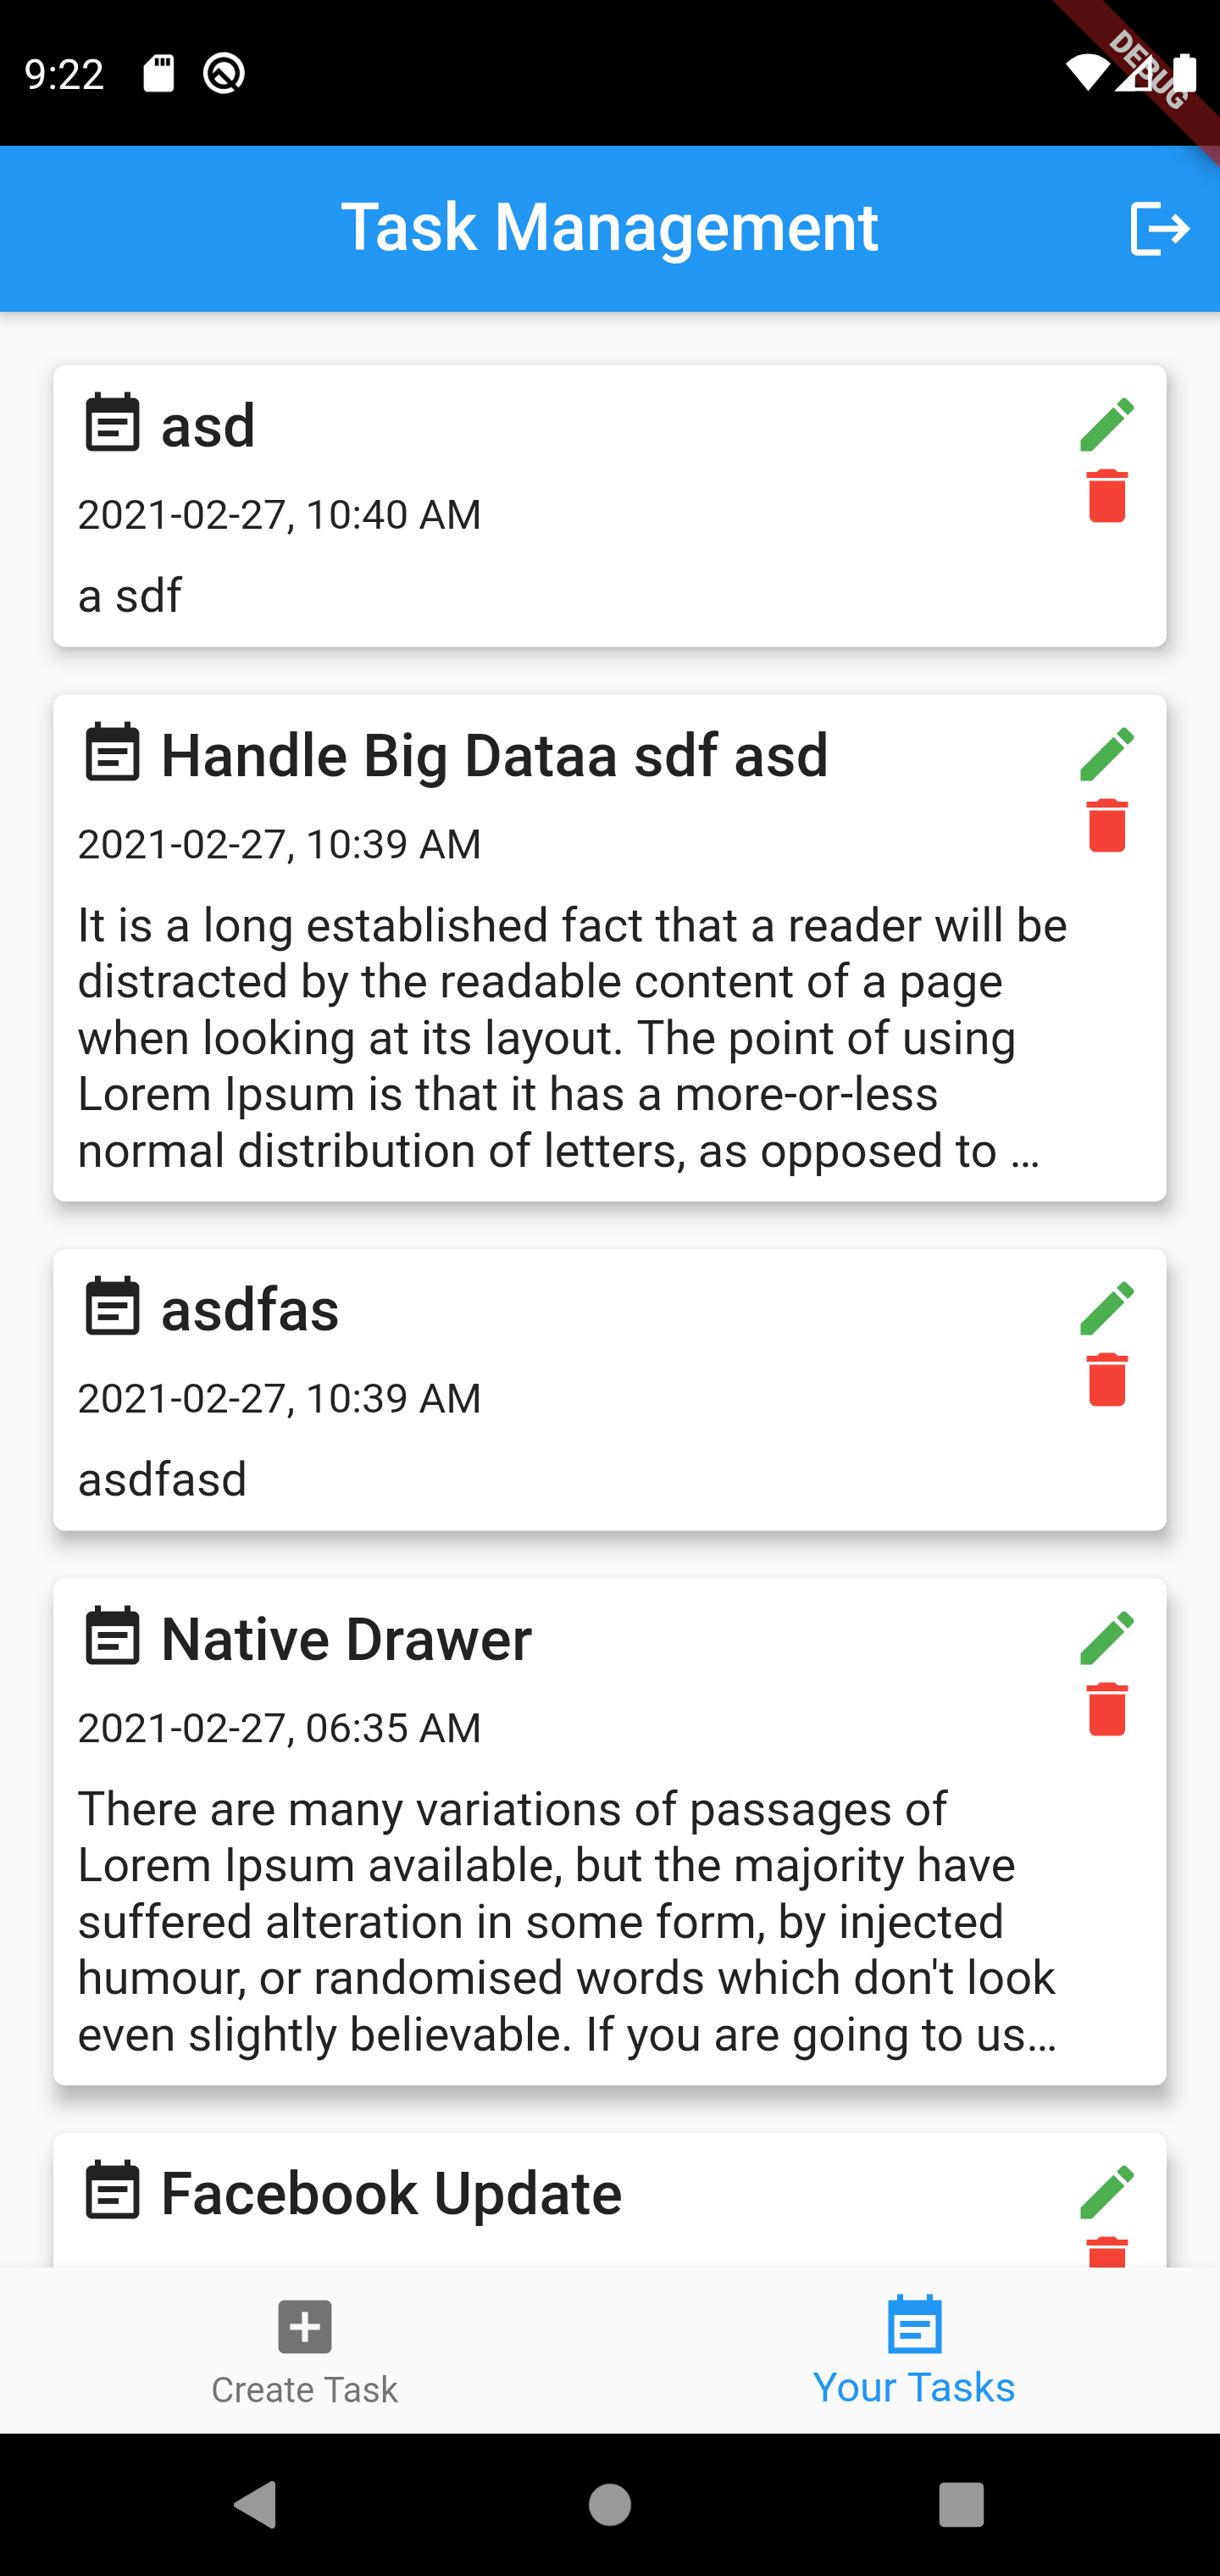 9:22
DEBUG
Task Management
asd
2021-02-27, 10:40 AM
a sdf
Handle Big Dataa sdf asd
2021-02-27, 10:39 AM
It is a long established fact that a reader will be
distracted by the readable content of a page
when looking at its layout. The point of using
Lorem Ipsum is that it has a more-or-less
normal distribution of letters, as opposed to ...
asdfas
2021-02-27, 10:39 AM
asdfasd
Native Drawer
2021-02-27, 06:35 AM
There are many variations of passages of
Lorem Ipsum available, but the majority have
suffered alteration in some form, by injected
humour, or randomised words which don't look
even slightly believable. If you are going to us...
Facebook Update
Create Task
Your Tasks